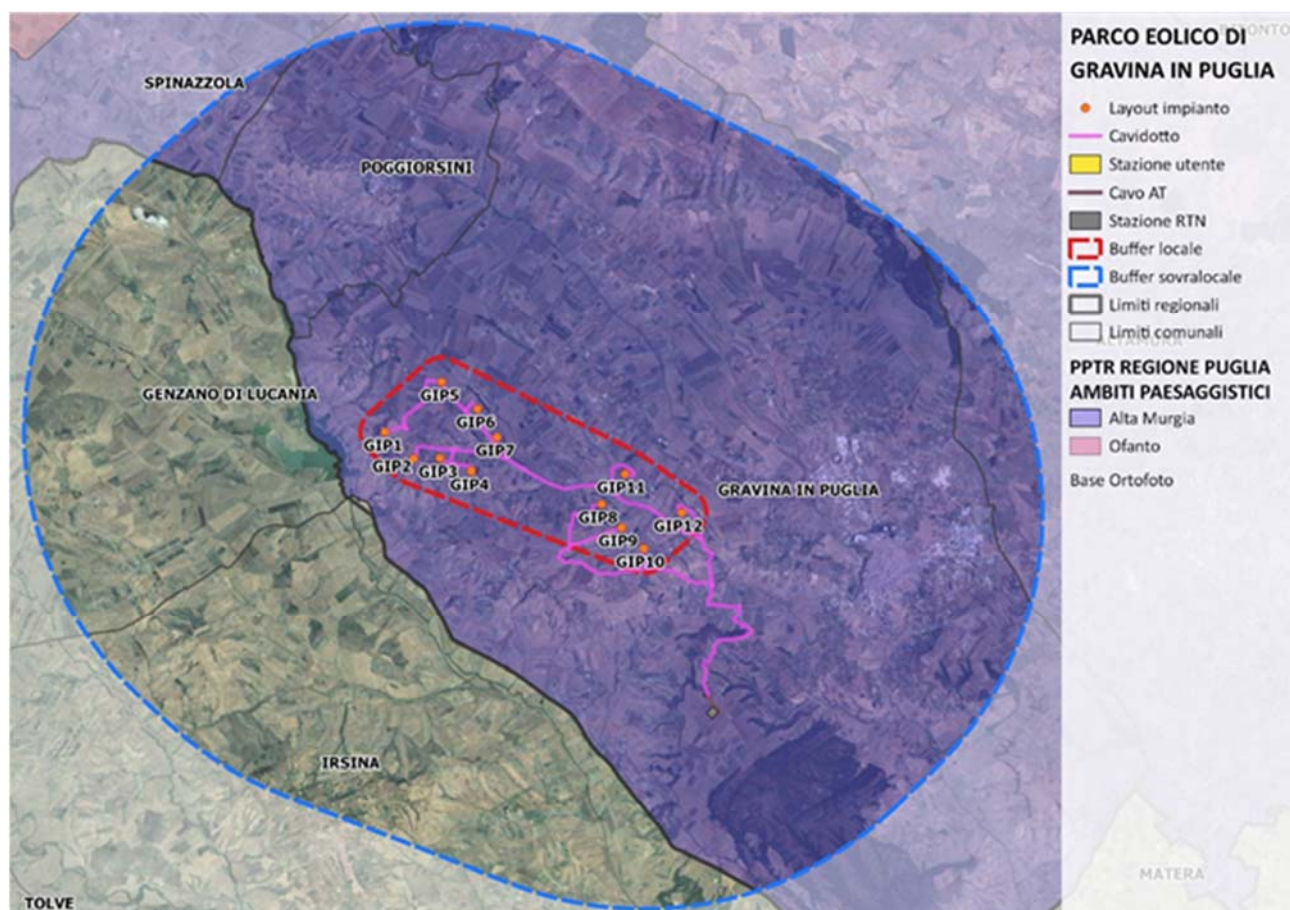 SPINAZZOLA
POGGIORSINI
GENZANO DI LUCANIA
GIP5
GIP6
GIP1
GIP7
GIP2
GIP3
GIP4
GIP11
GRAVINA IN PUGLIA
GIP8
GIP12
GIP9
GIP10
IRSINA
TOLVE
PARCO EOLICO DI
GRAVINA IN PUGLIA
Layout impianto
Cavidotto
Stazione utente
Cavo AT
Stazione RTN
Buffer locale
Buffer sovralocale
Limiti regionali
Limiti comunali
ALTAMURA
PPTR REGIONE PUGLIA
AMBITI PAESAGGISTICI
Alta Murgia
Ofanto
Base Ortofoto
MATERA